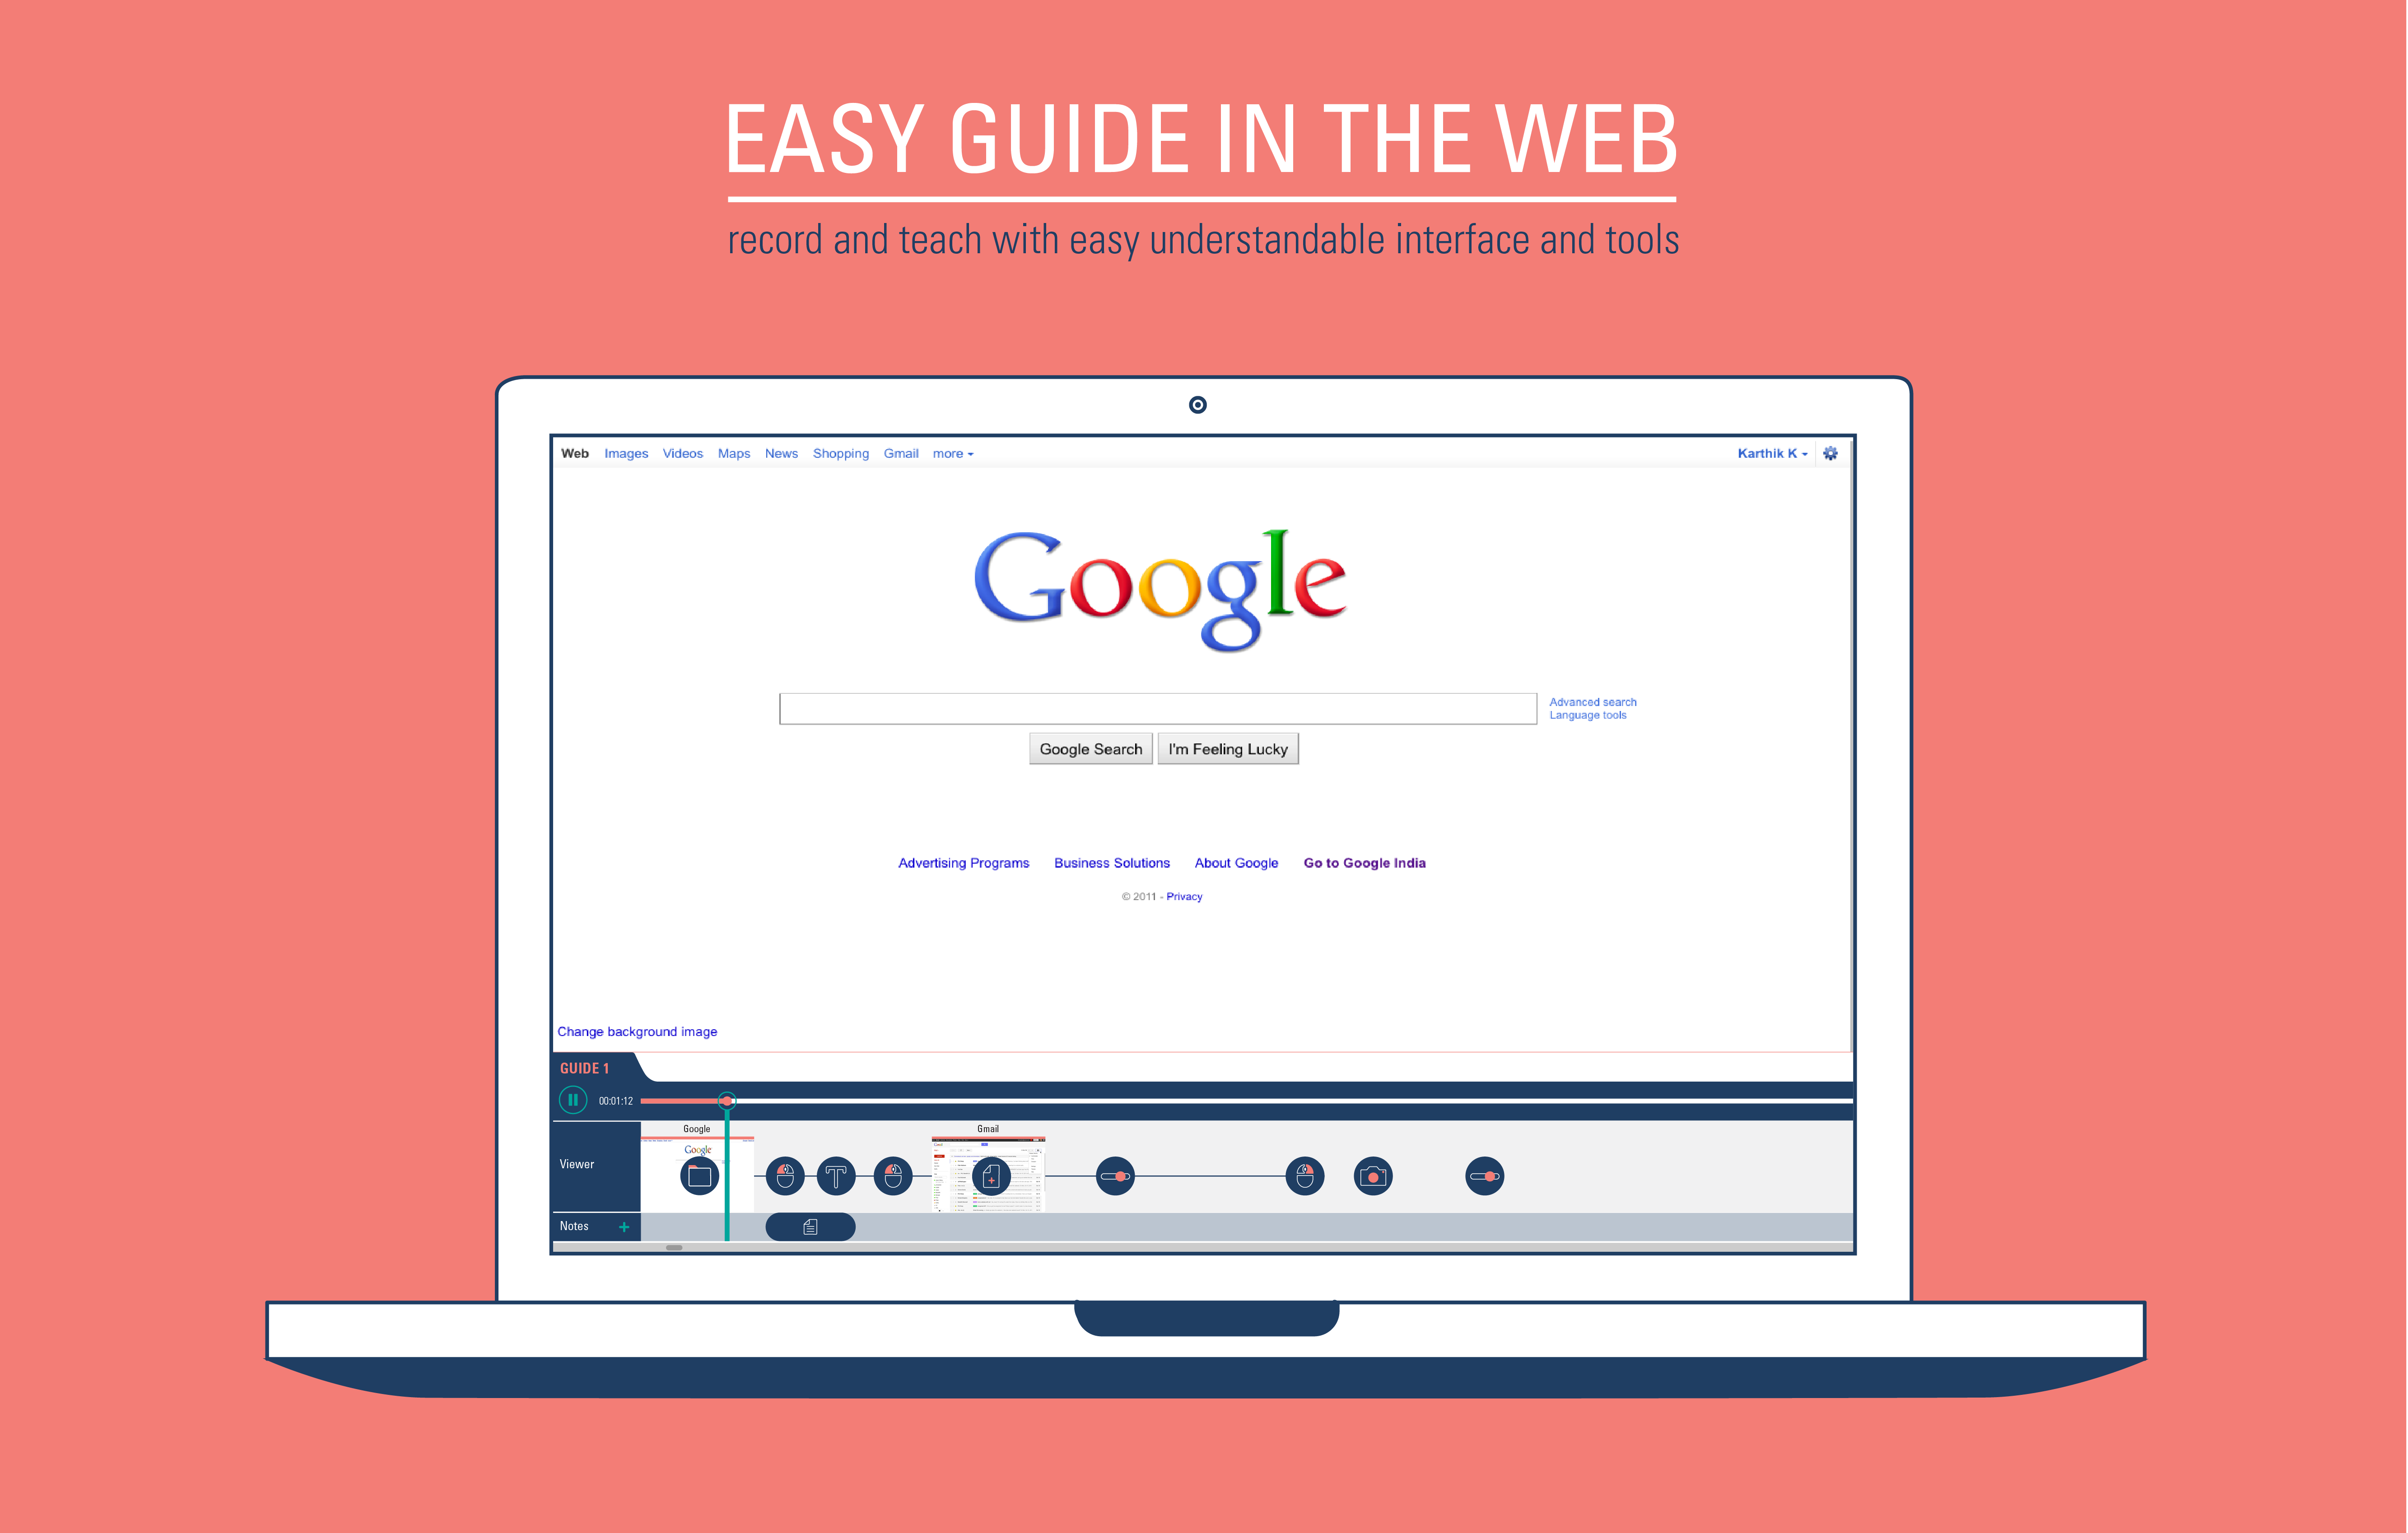 EASY GUIDE IN THE WEB
record and teach with easy understandable interface and tools
Web Images Videos Maps News Shopping Gmail more Karthik K
Google
Advanced search
Language tools
Google Search I'm Feeling Lucky
Advertising Programs Business Solutions About Google Go to Google India
© 2011 - Privacy
Change background image
GUIDE 1
00:01:12
Google Gmail
Google
Viewer
Notes +